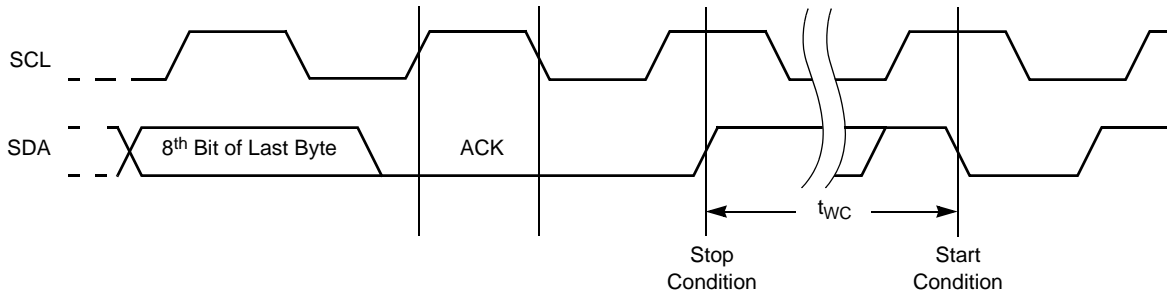 SCL
SDA
8th Bit of Last Byte
ACK
tWC
Stop
Condition
Start
Condition